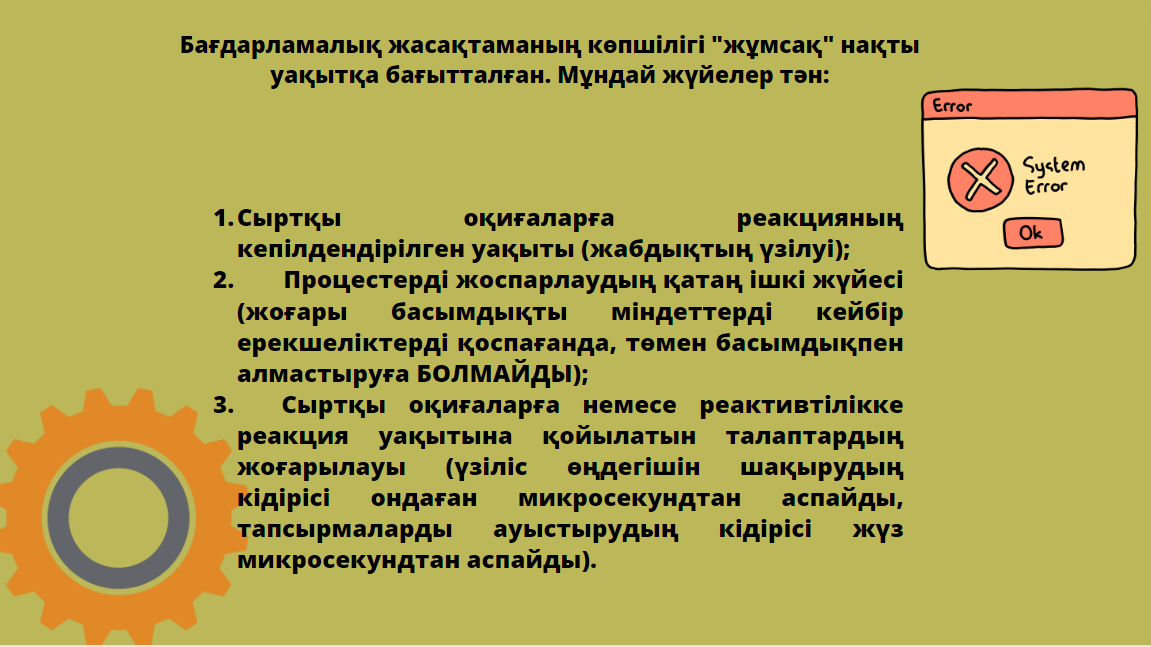 Бағдарламалық жасақтаманың көпшілігі "жұмсақ" нақты
уақытқа бағытталған. Мұндай жүйелер тән:
Error
System
Error
Ok
1. Сыртқы оқиғаларға реакцияның
кепілдендірілген уақыты (жабдықтың үзілуі);
2. Процестерді жоспарлаудың қатаң ішкі жүйесі
(жоғары басымдықты міндеттерді кейбір
ерекшеліктерді қоспағанда, төмен басымдықпен
алмастыруға БОЛМАЙДЫ);
3. Сыртқы оқиғаларға немесе реактивтілікке
реакция уақытына қойылатын талаптардың
жоғарылауы (үзіліс өңдегішін шақырудың
кідірісі ондаған микросекундтан аспайды,
тапсырмаларды ауыстырудың кідірісі жүз
микросекундтан аспайды).